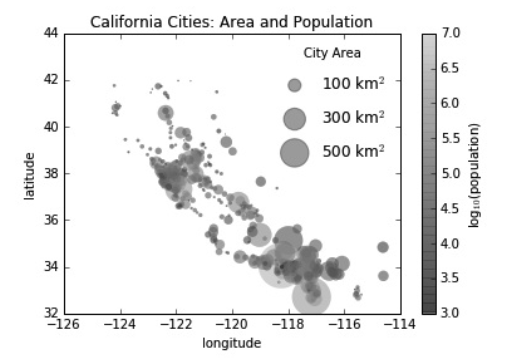 California Cities: Area and Population
44
42
40
38
36
34
32
latitude
−126
−124
−122
−120
−118
−116
−114
longitude
City Area
100 km²
300 km²
500 km²
7.0
6.5
6.0
5.5
5.0
4.5
4.0
3.5
3.0
log₁₀(population)